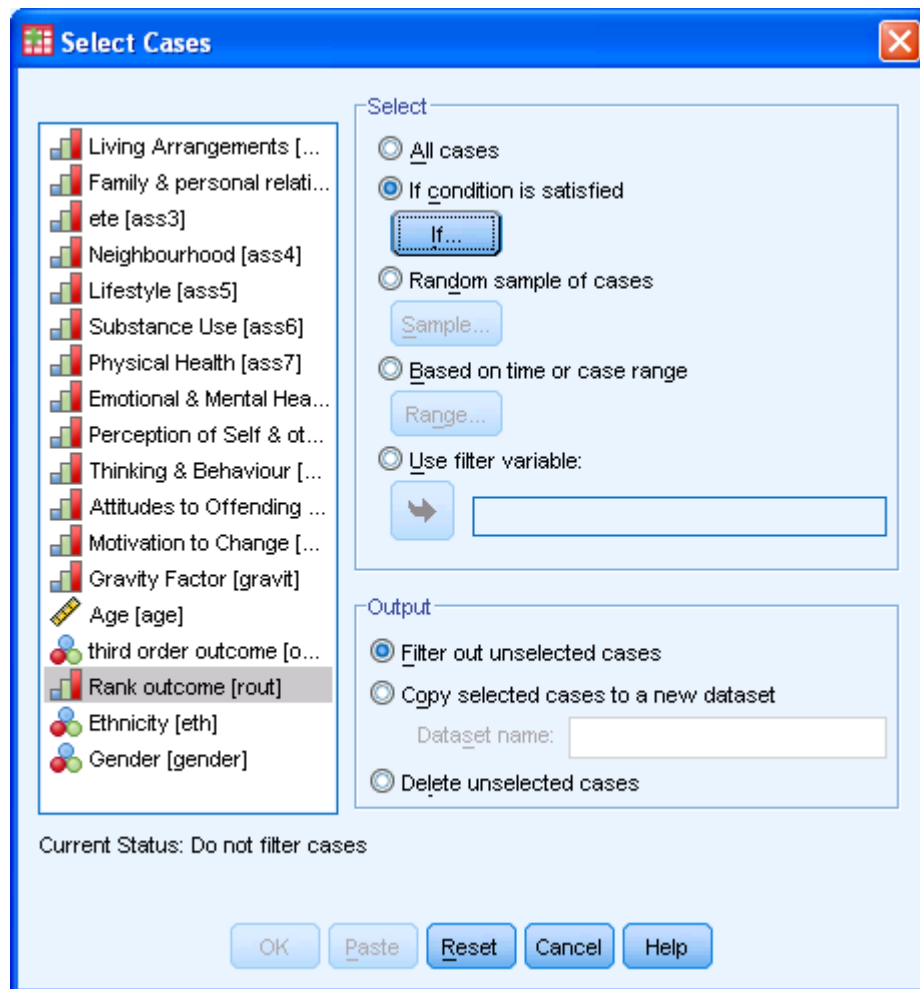 Select Cases
Living Arrangements [...
Family & personal relati...
ete [ass3]
Neighbourhood [ass4]
Lifestyle [ass5]
Substance Use [ass6]
Physical Health [ass7]
Emotional & Mental Hea...
Perception of Self & ot...
Thinking & Behaviour [...
Attitudes to Offending ...
Motivation to Change [...
Gravity Factor [gravit]
Age [age]
third order outcome [o...
Rank outcome [rout]
Ethnicity [eth]
Gender [gender]
Select
All cases
If condition is satisfied
If...
Random sample of cases
Sample...
Based on time or case range
Range...
Use filter variable:
Output
Filter out unselected cases
Copy selected cases to a new dataset
Dataset name:
Delete unselected cases
Current Status: Do not filter cases
OK Paste Reset Cancel Help